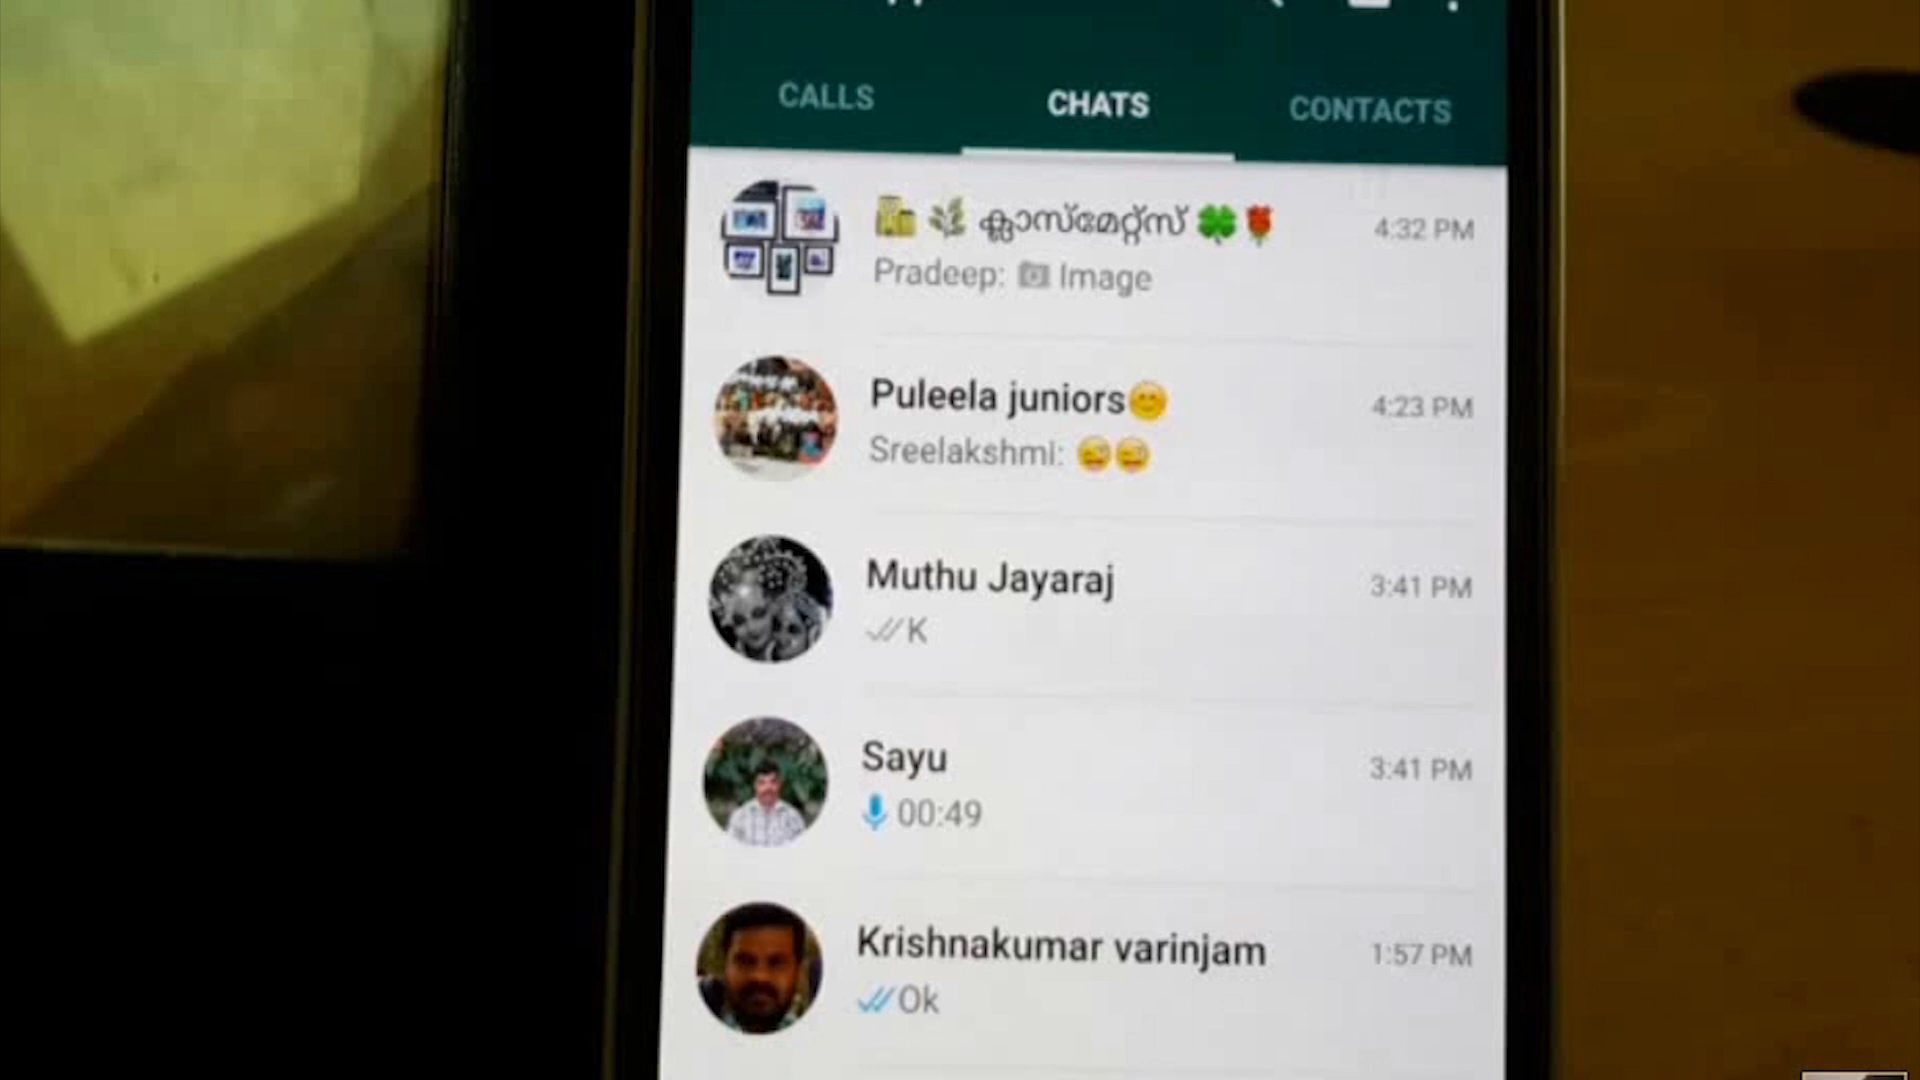 CALLS CHATS CONTACTS
🌿 ക്ലാസ്മേറ്റ്സ് 🍀🌹 4:32 PM
Pradeep: 📷 Image
Puleela juniors😊 4:23 PM
Sreelakshmi: 😜😜
Muthu Jayaraj 3:41 PM
✓✓K
Sayu 3:41 PM
🎤 00:49
Krishnakumar varinjam 1:57 PM
✓✓Ok